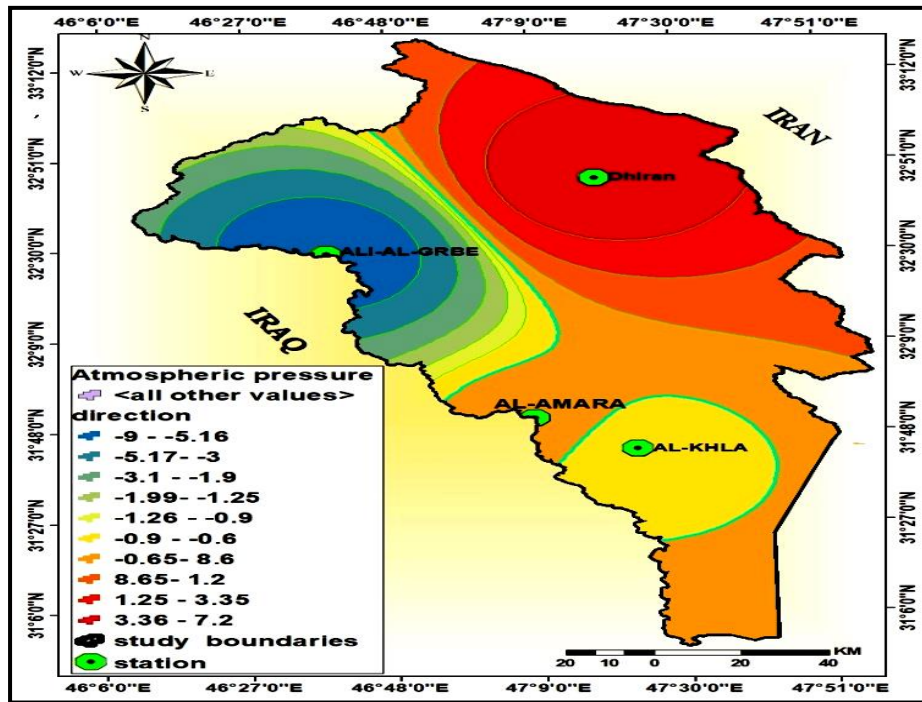 46°6'0"E 46°27'0"E 46°48'0"E 47°9'0"E 47°30'0"E 47°51'0"E
N
W E
S
33°12'0"N 33°12'0"N
IRAN
32°51'0"N 32°51'0"N
Dhiran
32°30'0"N 32°30'0"N
ALI-AL-GRBE
IRAQ
32°9'0"N 32°9'0"N
Atmospheric pressure
<all other values>
direction
-9 - -5.16
-5.17- -3
-3.1 - -1.9
-1.99- -1.25
-1.26 - -0.9
-0.9 - -0.6
-0.65- 8.6
8.65- 1.2
1.25 - 3.35
3.36 - 7.2
study boundaries
station
AL-AMARA
31°48'0"N 31°48'0"N
AL-KHLA
31°27'0"N 31°27'0"N
31°6'0"N 31°6'0"N
KM
20 10 0 20 40
46°6'0"E 46°27'0"E 46°48'0"E 47°9'0"E 47°30'0"E 47°51'0"E